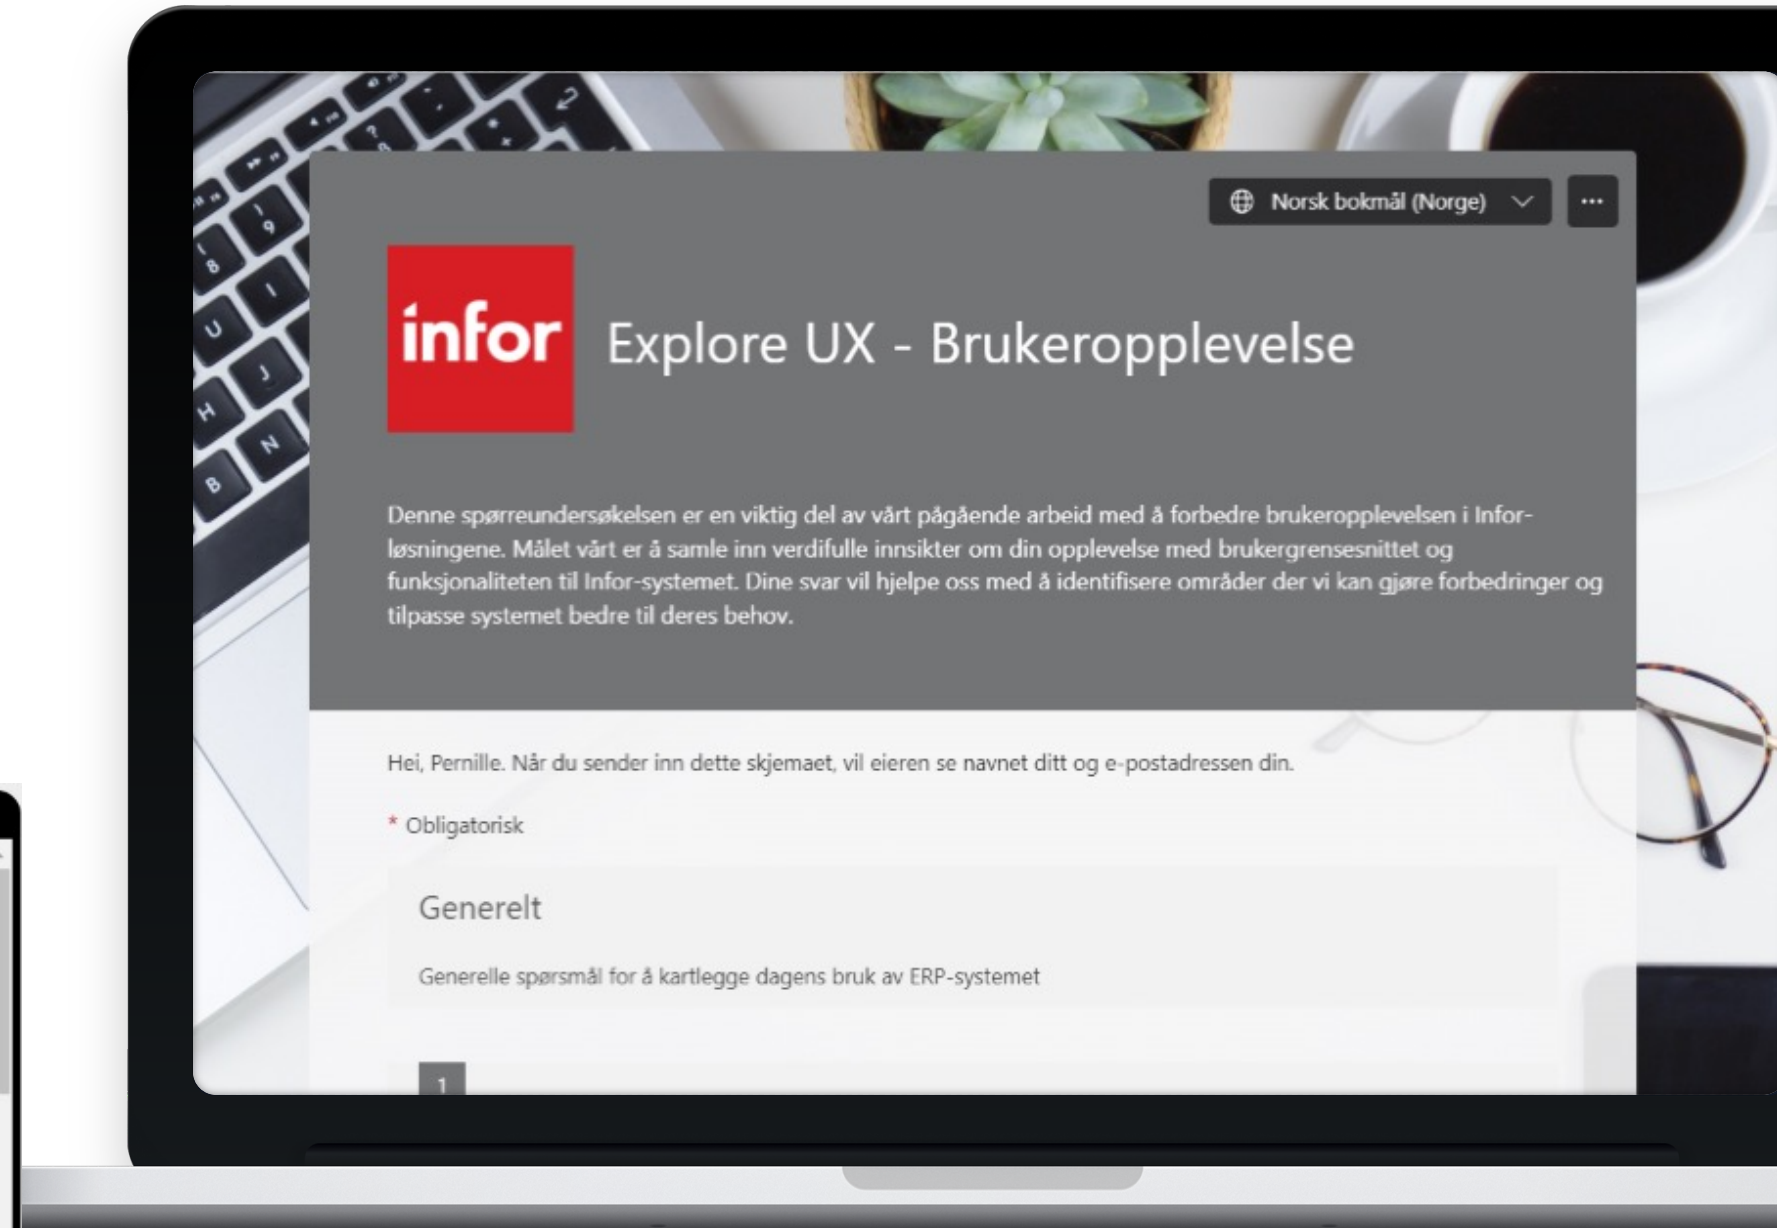 Norsk bokmål (Norge)
infor
Explore UX - Brukeropplevelse
Denne spørreundersøkelsen er en viktig del av vårt pågående arbeid med å forbedre brukeropplevelsen i Infor-
løsningene. Målet vårt er å samle inn verdifulle innsikter om din opplevelse med brukergrensesnittet og
funksjonaliteten til Infor-systemet. Dine svar vil hjelpe oss med å identifisere områder der vi kan gjøre forbedringer og
tilpasse systemet bedre til deres behov.
Hei, Pernille. Når du sender inn dette skjemaet, vil eieren se navnet ditt og e-postadressen din.
* Obligatorisk
Generelt
Generelle spørsmål for å kartlegge dagens bruk av ERP-systemet
1